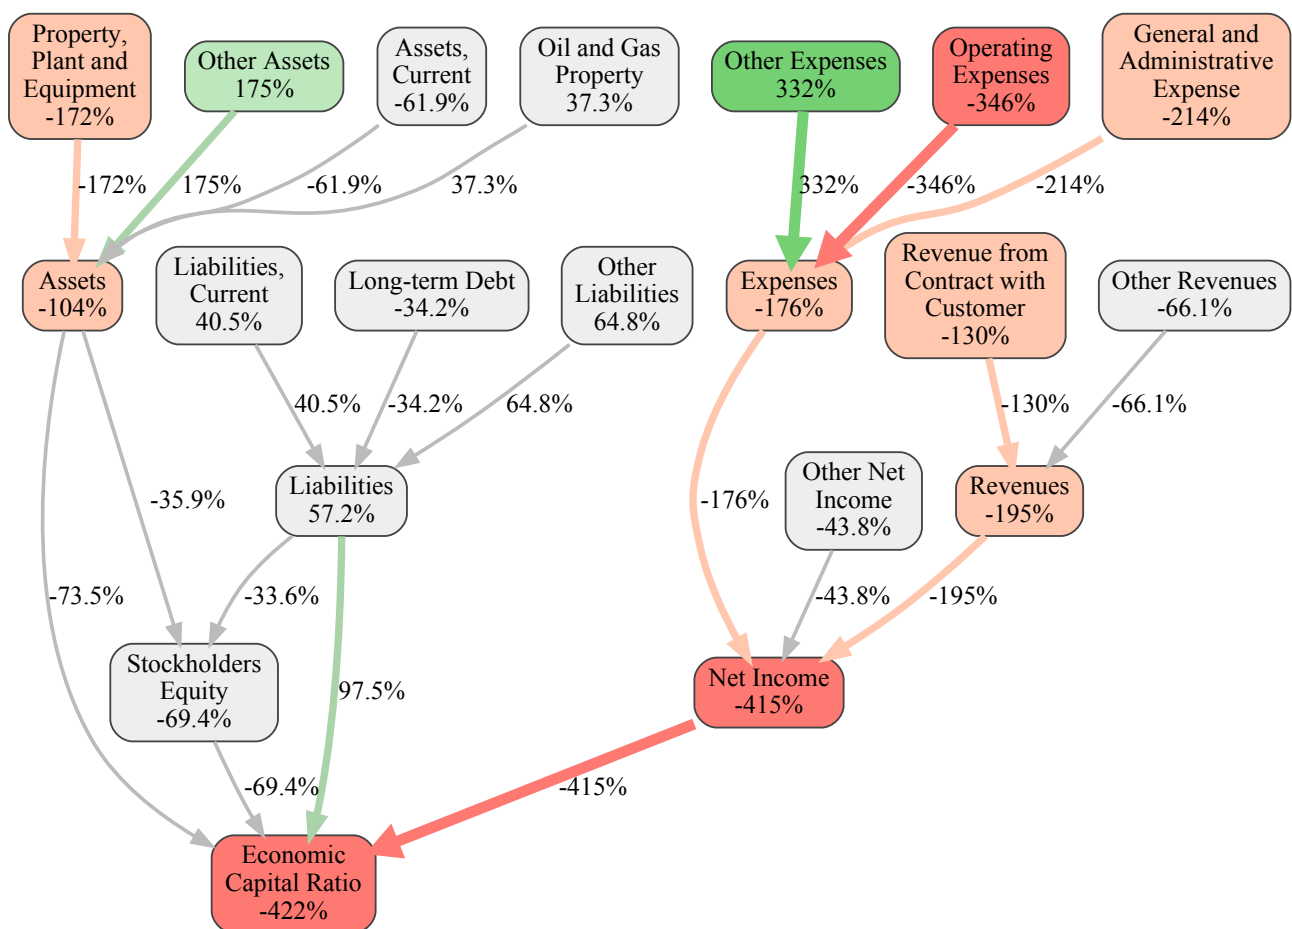 Property,
Plant and
Equipment
-172%
Other Assets
175%
Assets,
Current
-61.9%
Oil and Gas
Property
37.3%
Other Expenses
332%
Operating
Expenses
-346%
General and
Administrative
Expense
-214%
-172%
175%
-61.9%
37.3%
332%
-346%
-214%
Assets
-104%
Liabilities,
Current
40.5%
Long-term Debt
-34.2%
Other
Liabilities
64.8%
Expenses
-176%
Revenue from
Contract with
Customer
-130%
Other Revenues
-66.1%
40.5%
-34.2%
64.8%
-130%
-66.1%
Liabilities
57.2%
Other Net
Income
-43.8%
Revenues
-195%
-35.9%
-176%
-73.5%
-33.6%
-43.8%
-195%
Stockholders
Equity
-69.4%
97.5%
Net Income
-415%
-69.4%
-415%
Economic
Capital Ratio
-422%